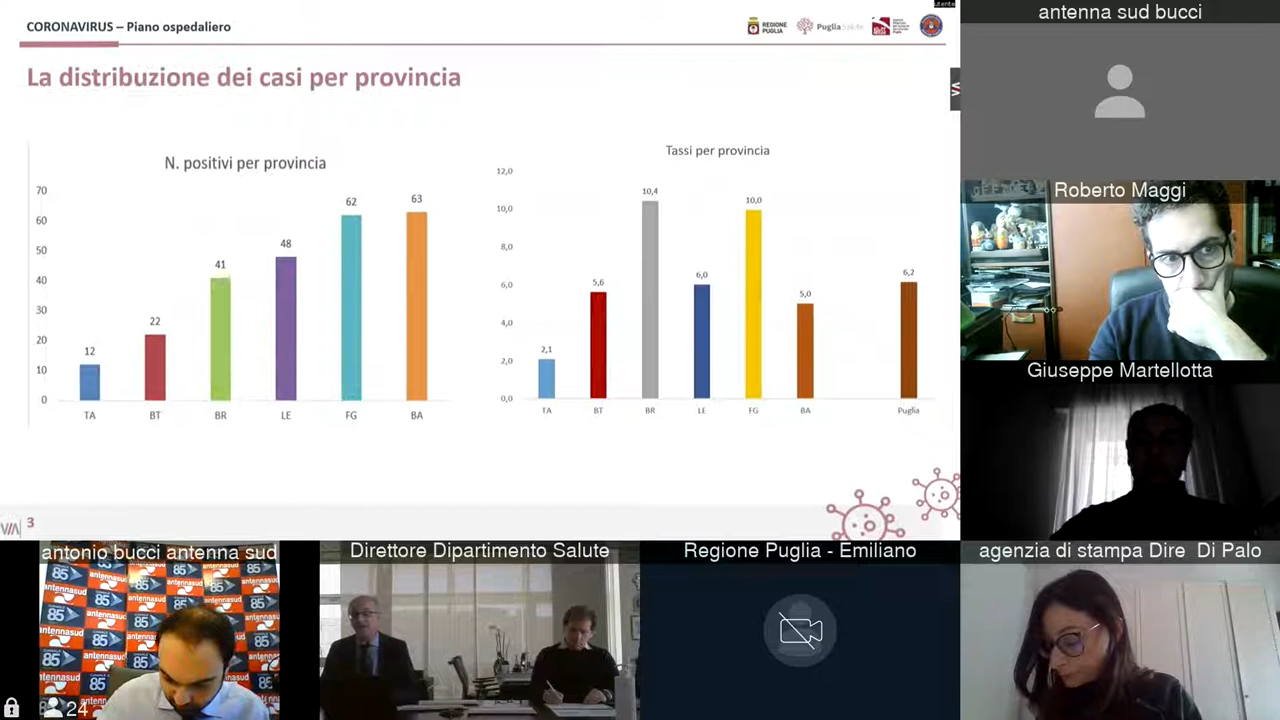 CORONAVIRUS – Piano ospedaliero
REGIONE
PUGLIA
PugliaSalute
utente
La distribuzione dei casi per provincia
N. positivi per provincia
70
60
50
40
30
20
10
0
12
22
41
48
62
63
TA
BT
BR
LE
FG
BA
Tassi per provincia
12,0
10,0
8,0
6,0
4,0
2,0
0,0
2,1
5,6
10,4
6,0
10,0
5,0
6,2
TA
BT
BR
LE
FG
BA
Puglia
3
antenna sud bucci
Roberto Maggi
Giuseppe Martellotta
antonio bucci antenna sud
Direttore Dipartimento Salute
Regione Puglia - Emiliano
agenzia di stampa Dire Di Palo
antennasud
85
24